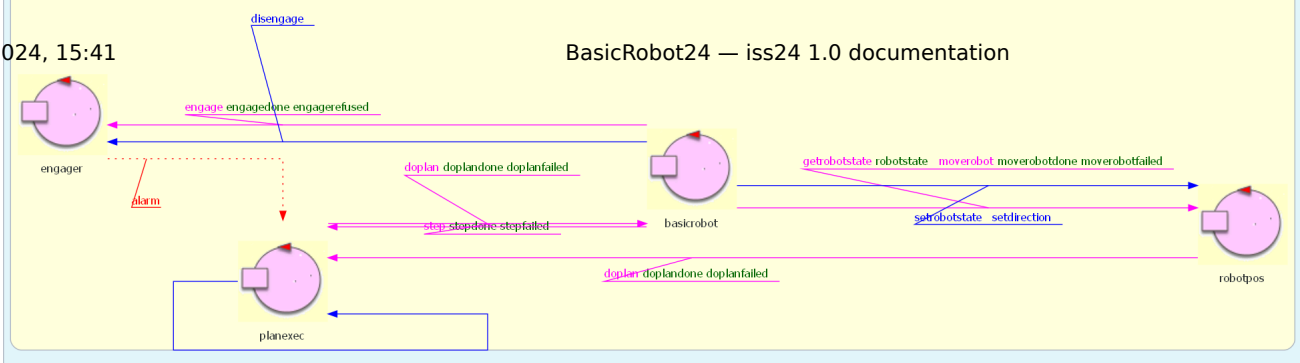 disengage
024, 15:41
BasicRobot24 — iss24 1.0 documentation
engage engagedone engagerefused
engager
doplan doplandone doplanfailed
getrobotstate robotstate moverobot moverobotdone moverobotfailed
alarm
step stepdone stepfailed
basicrobot
setrobotstate setdirection
doplan doplandone doplanfailed
robotpos
planexec